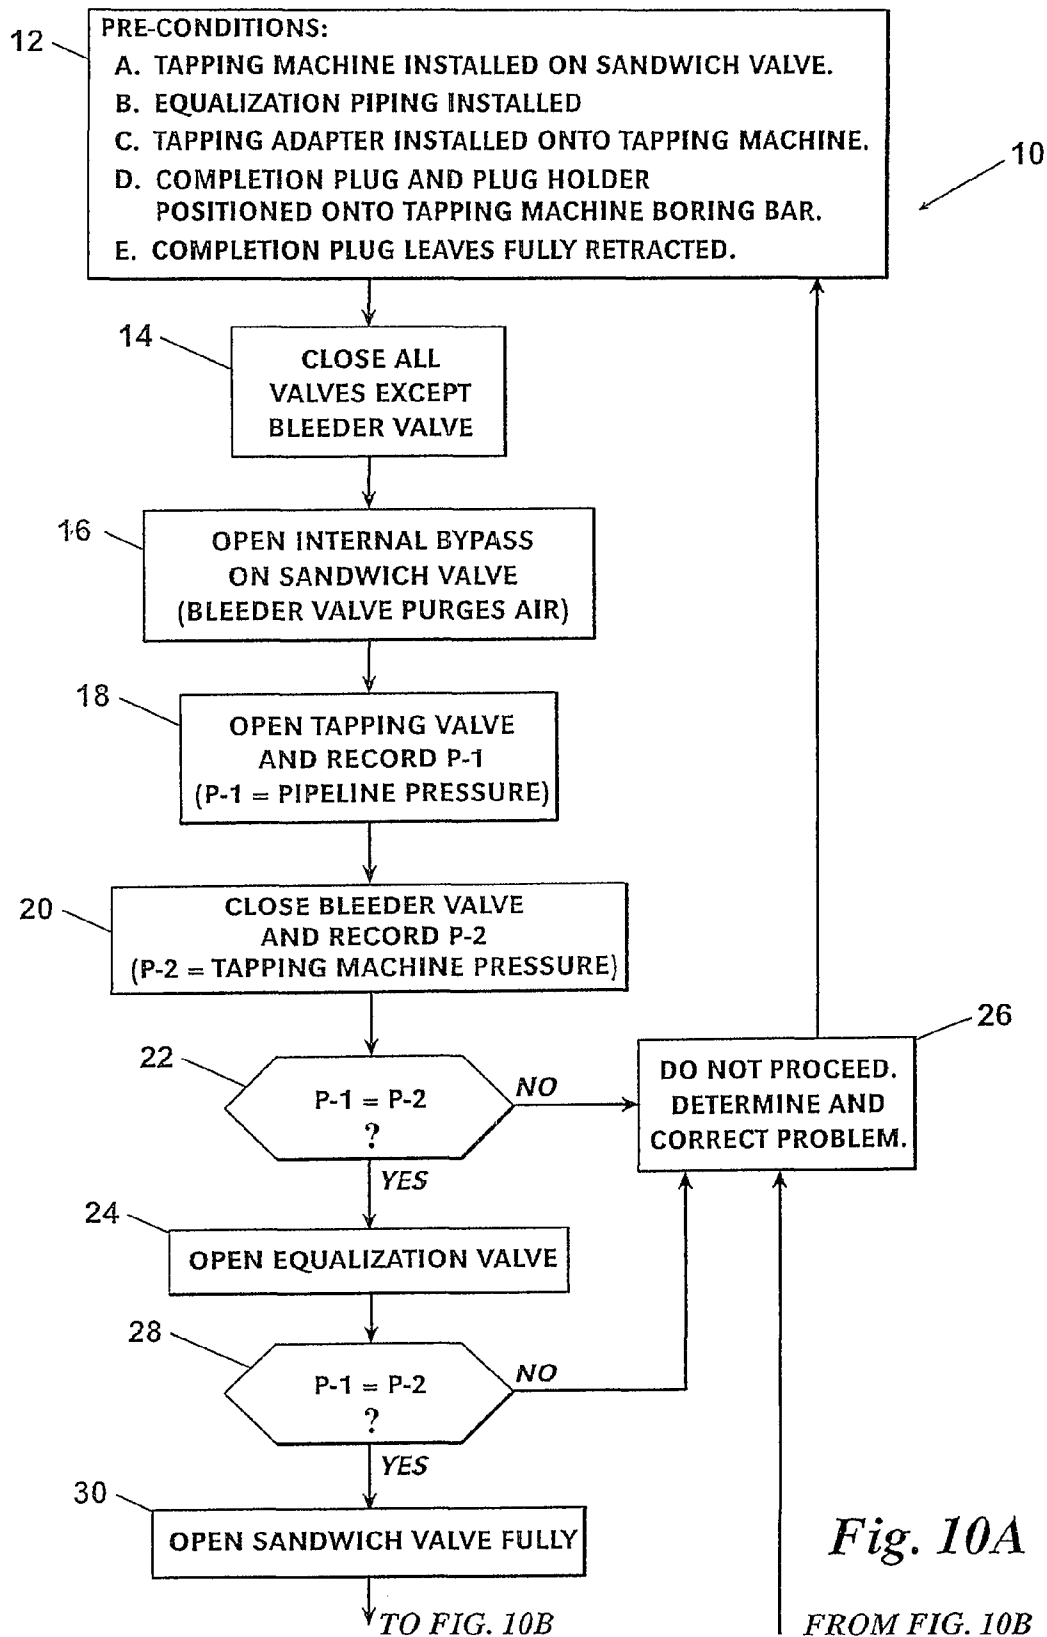 12
PRE-CONDITIONS:
A. TAPPING MACHINE INSTALLED ON SANDWICH VALVE.
B. EQUALIZATION PIPING INSTALLED
C. TAPPING ADAPTER INSTALLED ONTO TAPPING MACHINE.
D. COMPLETION PLUG AND PLUG HOLDER
POSITIONED ONTO TAPPING MACHINE BORING BAR.
E. COMPLETION PLUG LEAVES FULLY RETRACTED.
10
14
CLOSE ALL
VALVES EXCEPT
BLEEDER VALVE
16
OPEN INTERNAL BYPASS
ON SANDWICH VALVE
(BLEEDER VALVE PURGES AIR)
18
OPEN TAPPING VALVE
AND RECORD P-1
(P-1 = PIPELINE PRESSURE)
20
CLOSE BLEEDER VALVE
AND RECORD P-2
(P-2 = TAPPING MACHINE PRESSURE)
22
P-1 = P-2
?
NO
YES
26
DO NOT PROCEED.
DETERMINE AND
CORRECT PROBLEM.
24
OPEN EQUALIZATION VALVE
28
P-1 = P-2
?
NO
YES
30
OPEN SANDWICH VALVE FULLY
Fig. 10A
TO FIG. 10B
FROM FIG. 10B